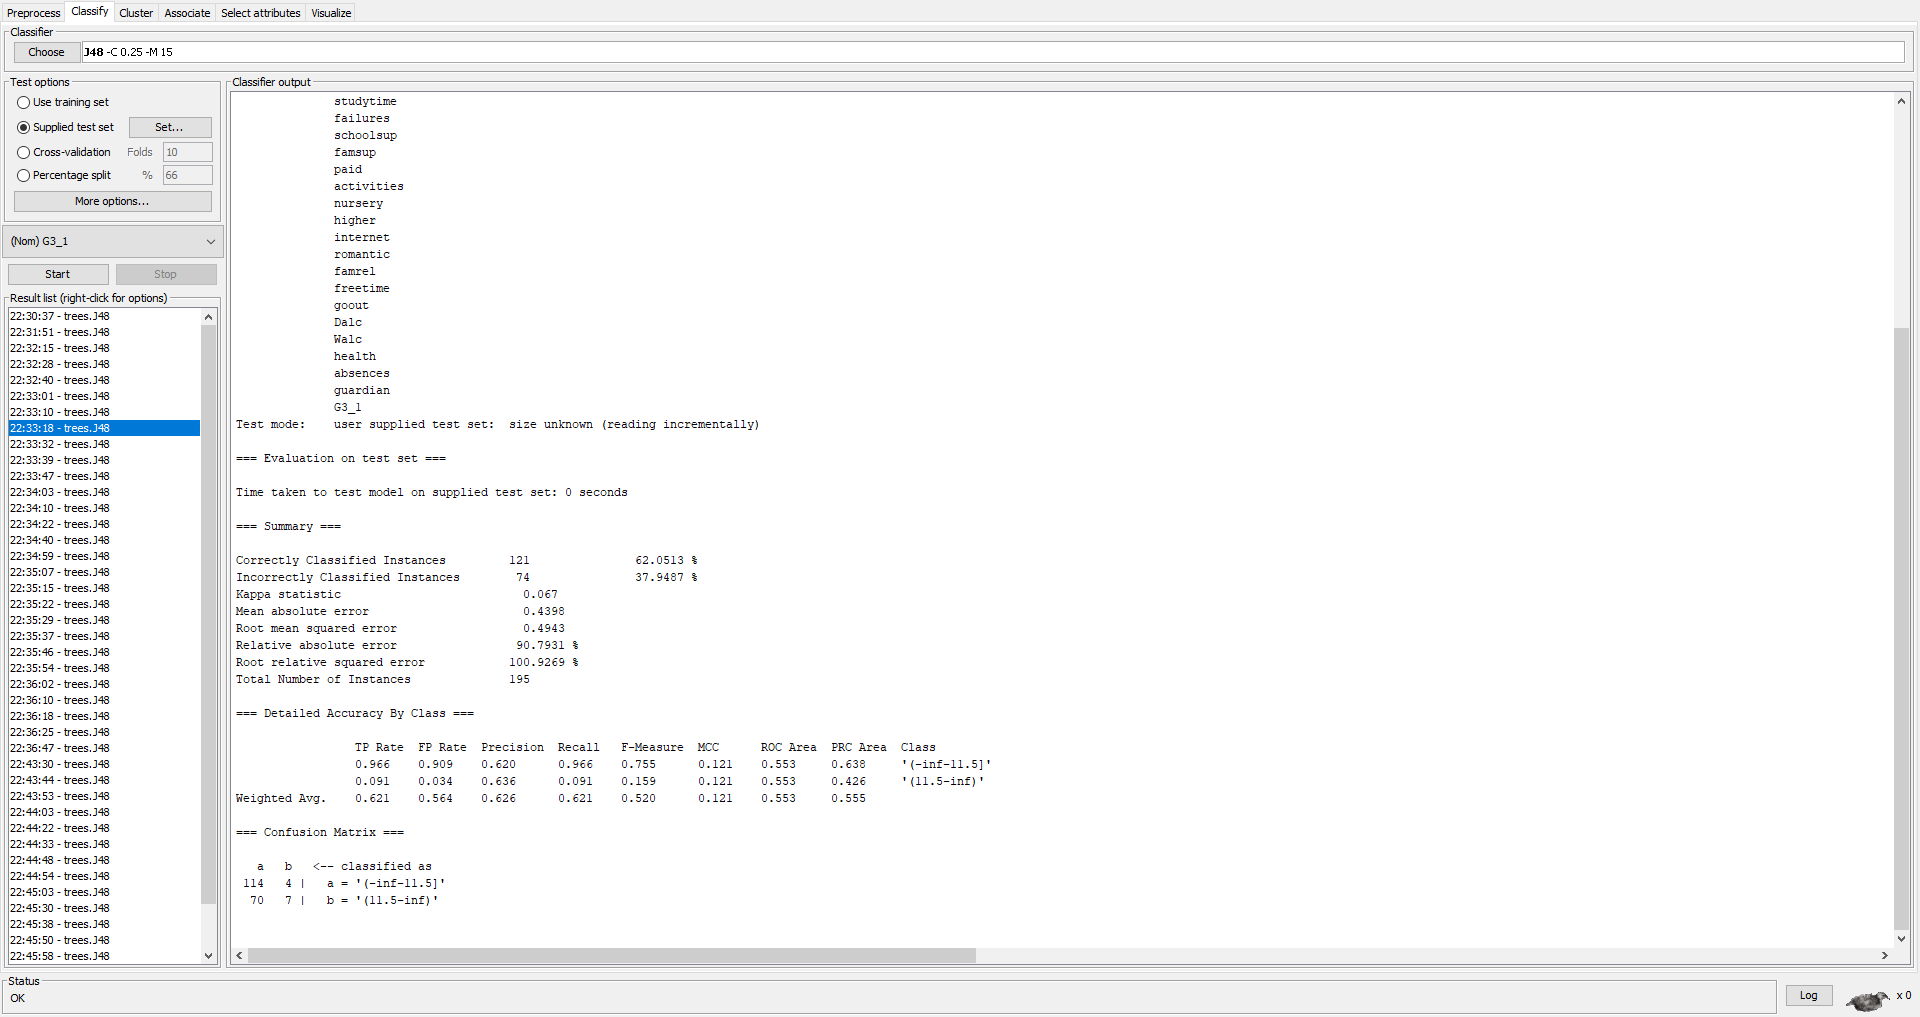 Preprocess Classify Cluster Associate Select attributes Visualize
Classifier
Choose J48 -C 0.25 -M 15
Test options
Use training set
Supplied test set Set...
Cross-validation Folds 10
Percentage split % 66
More options...
(Nom) G3_1
Start Stop
Result list (right-click for options)
22:30:37 - trees.J48
22:31:51 - trees.J48
22:32:15 - trees.J48
22:32:28 - trees.J48
22:32:40 - trees.J48
22:33:01 - trees.J48
22:33:10 - trees.J48
22:33:18 - trees.J48
22:33:32 - trees.J48
22:33:39 - trees.J48
22:33:47 - trees.J48
22:34:03 - trees.J48
22:34:10 - trees.J48
22:34:22 - trees.J48
22:34:40 - trees.J48
22:34:59 - trees.J48
22:35:07 - trees.J48
22:35:15 - trees.J48
22:35:22 - trees.J48
22:35:29 - trees.J48
22:35:37 - trees.J48
22:35:46 - trees.J48
22:35:54 - trees.J48
22:36:02 - trees.J48
22:36:10 - trees.J48
22:36:18 - trees.J48
22:36:25 - trees.J48
22:36:47 - trees.J48
22:43:30 - trees.J48
22:43:44 - trees.J48
22:43:53 - trees.J48
22:44:03 - trees.J48
22:44:22 - trees.J48
22:44:33 - trees.J48
22:44:48 - trees.J48
22:44:54 - trees.J48
22:45:03 - trees.J48
22:45:30 - trees.J48
22:45:38 - trees.J48
22:45:50 - trees.J48
22:45:58 - trees.J48
Classifier output
studytime
failures
schoolsup
famsup
paid
activities
nursery
higher
internet
romantic
famrel
freetime
goout
Dalc
Walc
health
absences
guardian
G3_1
Test mode: user supplied test set: size unknown (reading incrementally)
=== Evaluation on test set ===
Time taken to test model on supplied test set: 0 seconds
=== Summary ===
Correctly Classified Instances 121 62.0513 %
Incorrectly Classified Instances 74 37.9487 %
Kappa statistic 0.067
Mean absolute error 0.4398
Root mean squared error 0.4943
Relative absolute error 90.7931 %
Root relative squared error 100.9269 %
Total Number of Instances 195
=== Detailed Accuracy By Class ===
TP Rate FP Rate Precision Recall F-Measure MCC ROC Area PRC Area Class
0.966 0.909 0.620 0.966 0.755 0.121 0.553 0.638 '(-inf-11.5]'
0.091 0.034 0.636 0.091 0.159 0.121 0.553 0.426 '(11.5-inf)'
Weighted Avg. 0.621 0.564 0.626 0.621 0.520 0.121 0.553 0.555
=== Confusion Matrix ===
a b <-- classified as
114 4 | a = '(-inf-11.5]'
70 7 | b = '(11.5-inf)'
Status
OK
Log x 0